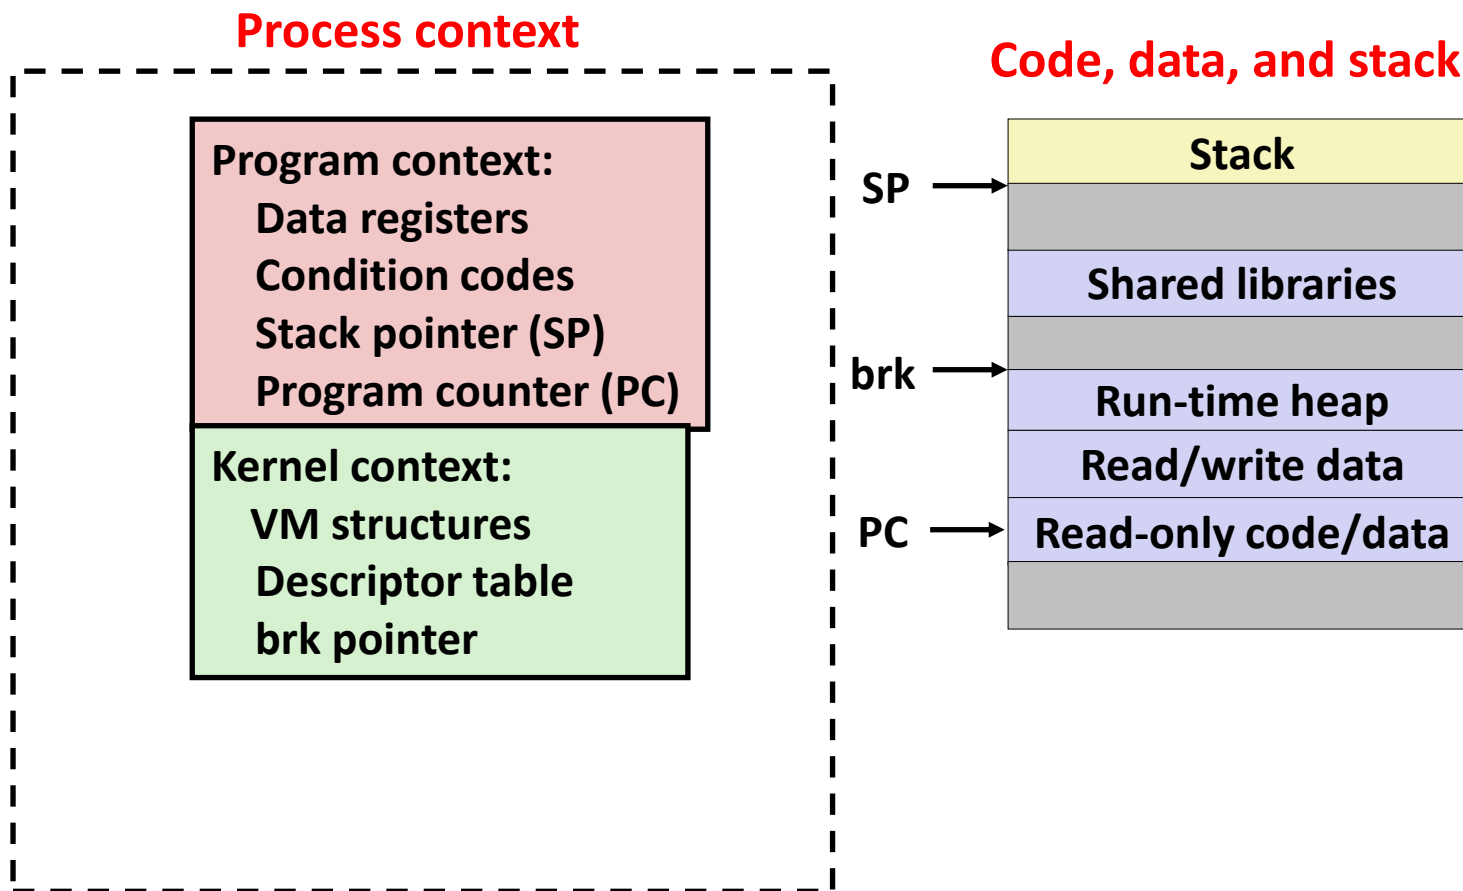 Process context
Program context:
Data registers
Condition codes
Stack pointer (SP)
Program counter (PC)
Kernel context:
VM structures
Descriptor table
brk pointer
Code, data, and stack
Stack
SP
Shared libraries
brk
Run-time heap
Read/write data
PC
Read-only code/data